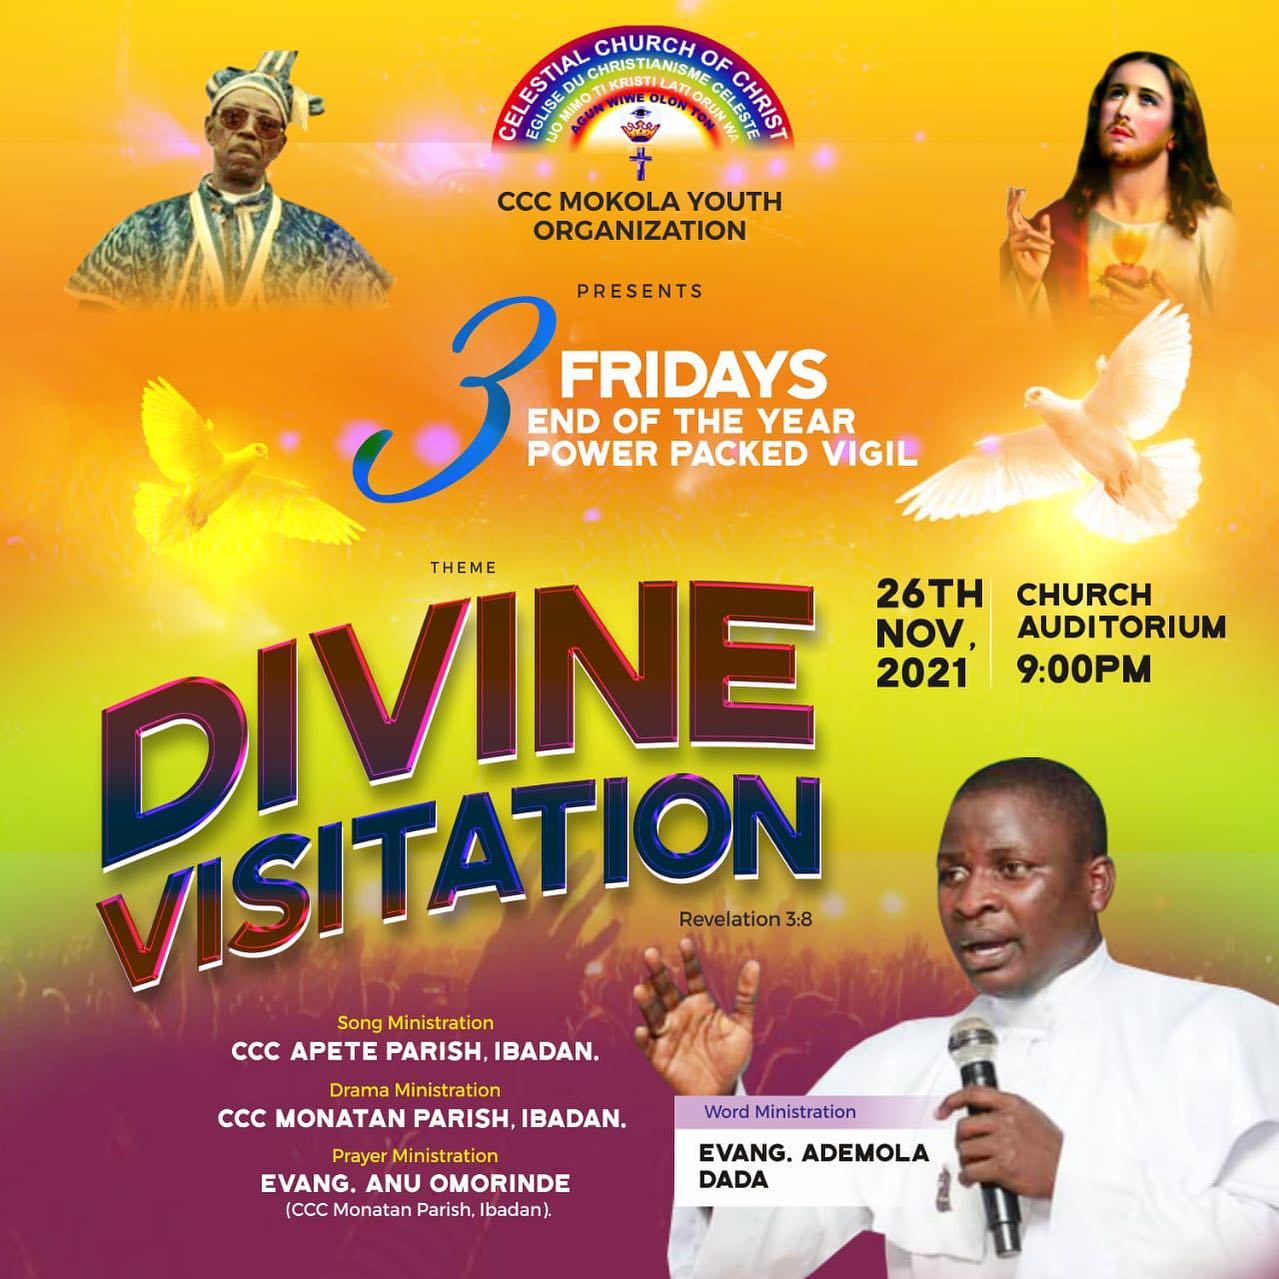 CELESTIAL CHURCH OF CHRIST
EGLISE DU CHRISTIANISME CELESTE
IJO MIMO TI KRISTI LATI ORUN WA
AGUN WIWE OLON TON
CCC MOKOLA YOUTH
ORGANIZATION
PRESENTS
3 FRIDAYS
END OF THE YEAR
POWER PACKED VIGIL
THEME
DIVINE
VISITATION
Revelation 3:8
26TH
NOV,
2021
CHURCH
AUDITORIUM
9:00PM
Song Ministration
CCC APETE PARISH, IBADAN.
Drama Ministration
CCC MONATAN PARISH, IBADAN.
Prayer Ministration
EVANG. ANU OMORINDE
(CCC Monatan Parish, Ibadan).
Word Ministration
EVANG. ADEMOLA
DADA